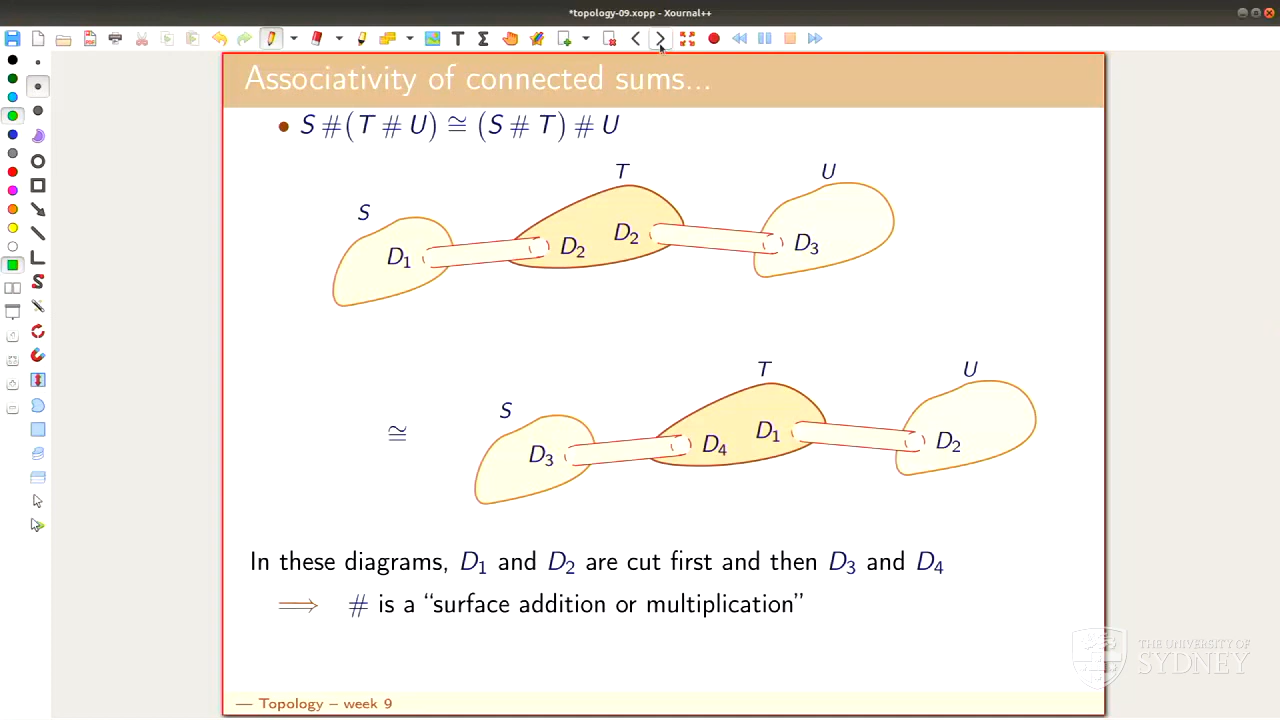 *topology-09.xopp - Xournal++
Associativity of connected sums...
• S #(T # U) ≅ (S # T) # U
T
U
S
D₁
D₂
D₂
D₃
T
U
S
≅
D₃
D₄
D₁
D₂
In these diagrams, D₁ and D₂ are cut first and then D₃ and D₄
⟹ # is a “surface addition or multiplication”
THE UNIVERSITY OF
SYDNEY
— Topology – week 9